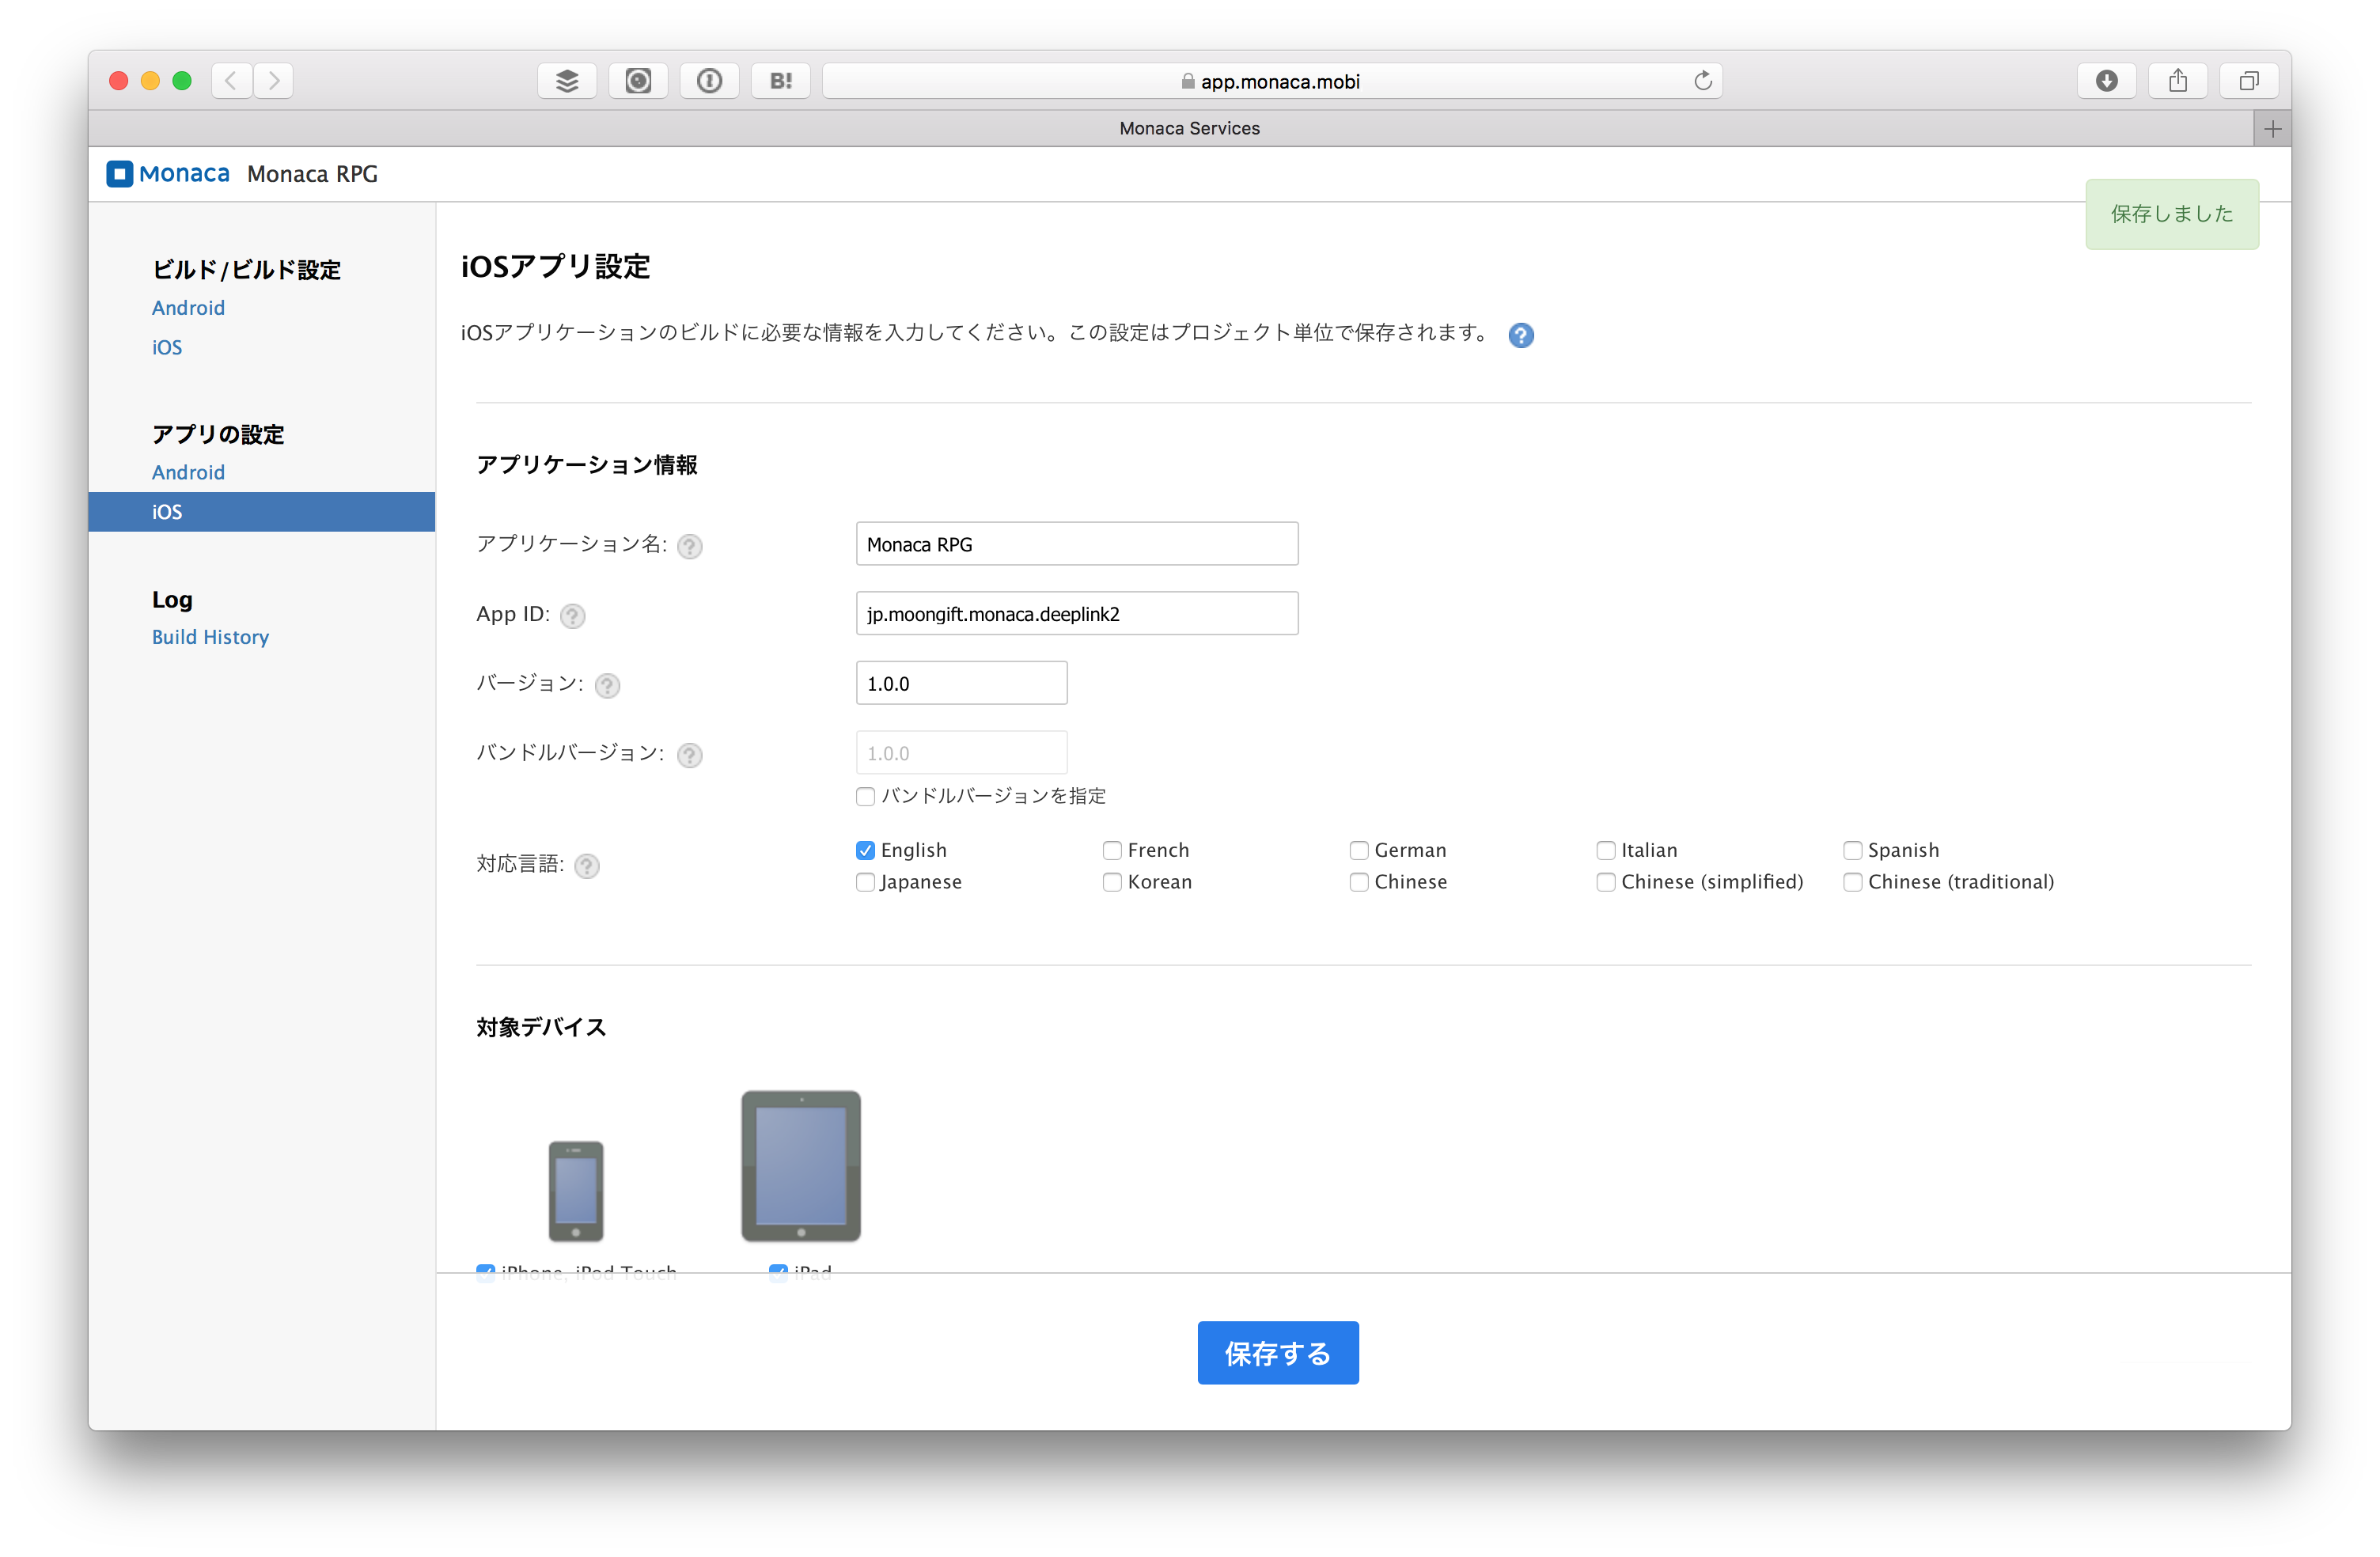 B!
app.monaca.mobi
Monaca Services
Monaca Monaca RPG
保存しました
ビルド/ビルド設定
Android
iOS
アプリの設定
Android
iOS
Log
Build History
iOSアプリ設定
iOSアプリケーションのビルドに必要な情報を入力してください。この設定はプロジェクト単位で保存されます。 ?
アプリケーション情報
アプリケーション名: ? Monaca RPG
App ID: ? jp.moongift.monaca.deeplink2
バージョン: ? 1.0.0
バンドルバージョン: ? 1.0.0
バンドルバージョンを指定
対応言語: ?
English French German Italian Spanish
Japanese Korean Chinese Chinese (simplified) Chinese (traditional)
対象デバイス
iPhone, iPod Touch iPad
保存する